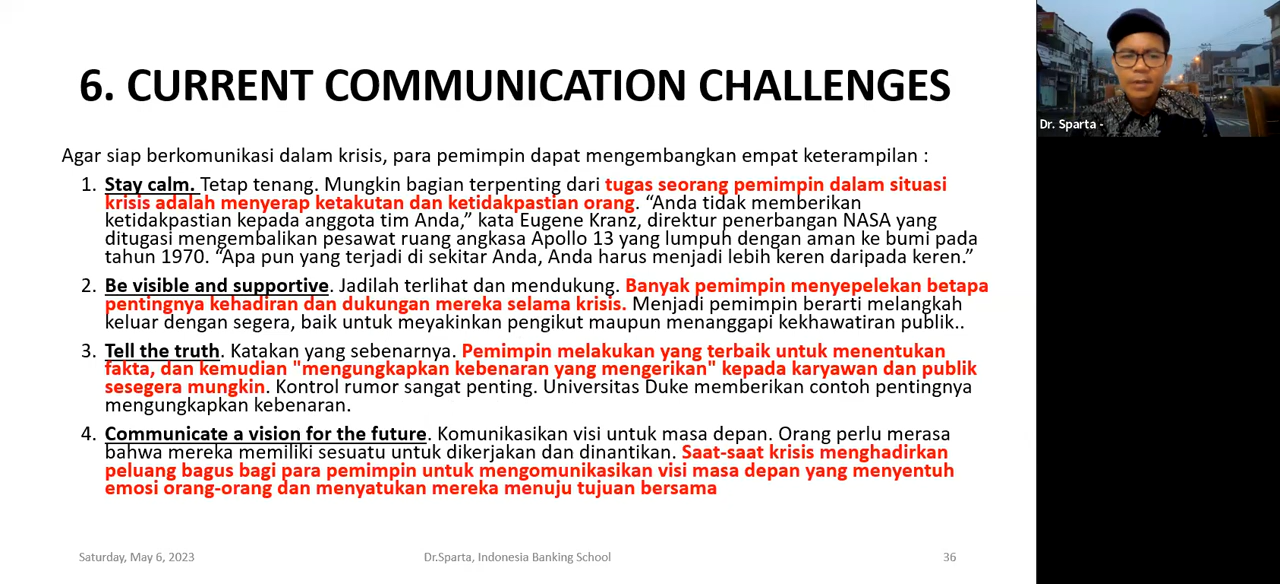 6. CURRENT COMMUNICATION CHALLENGES
Agar siap berkomunikasi dalam krisis, para pemimpin dapat mengembangkan empat keterampilan :
1. Stay calm. Tetap tenang. Mungkin bagian terpenting dari tugas seorang pemimpin dalam situasi
krisis adalah menyerap ketakutan dan ketidakpastian orang. “Anda tidak memberikan
ketidakpastian kepada anggota tim Anda,” kata Eugene Kranz, direktur penerbangan NASA yang
ditugasi mengembalikan pesawat ruang angkasa Apollo 13 yang lumpuh dengan aman ke bumi pada
tahun 1970. “Apa pun yang terjadi di sekitar Anda, Anda harus menjadi lebih keren daripada keren.”
2. Be visible and supportive. Jadilah terlihat dan mendukung. Banyak pemimpin menyepelekan betapa
pentingnya kehadiran dan dukungan mereka selama krisis. Menjadi pemimpin berarti melangkah
keluar dengan segera, baik untuk meyakinkan pengikut maupun menanggapi kekhawatiran publik..
3. Tell the truth. Katakan yang sebenarnya. Pemimpin melakukan yang terbaik untuk menentukan
fakta, dan kemudian "mengungkapkan kebenaran yang mengerikan" kepada karyawan dan publik
sesegera mungkin. Kontrol rumor sangat penting. Universitas Duke memberikan contoh pentingnya
mengungkapkan kebenaran.
4. Communicate a vision for the future. Komunikasikan visi untuk masa depan. Orang perlu merasa
bahwa mereka memiliki sesuatu untuk dikerjakan dan dinantikan. Saat-saat krisis menghadirkan
peluang bagus bagi para pemimpin untuk mengomunikasikan visi masa depan yang menyentuh
emosi orang-orang dan menyatukan mereka menuju tujuan bersama
Saturday, May 6, 2023
Dr.Sparta, Indonesia Banking School
36
Dr. Sparta -